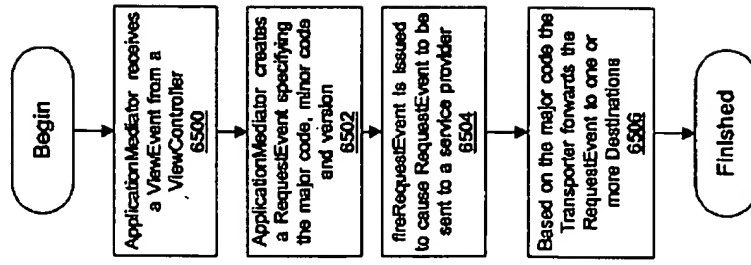 Begin
ApplicationMediator receives
a ViewEvent from a
ViewController
6500
ApplicationMediator creates
a RequestEvent specifying
the major code, minor code
and version
6502
fireRequestEvent is issued
to cause RequestEvent to be
sent to a service provider
6504
Based on the major code the
Transporter forwards the
RequestEvent to one or
more Destinations
6506
Finished